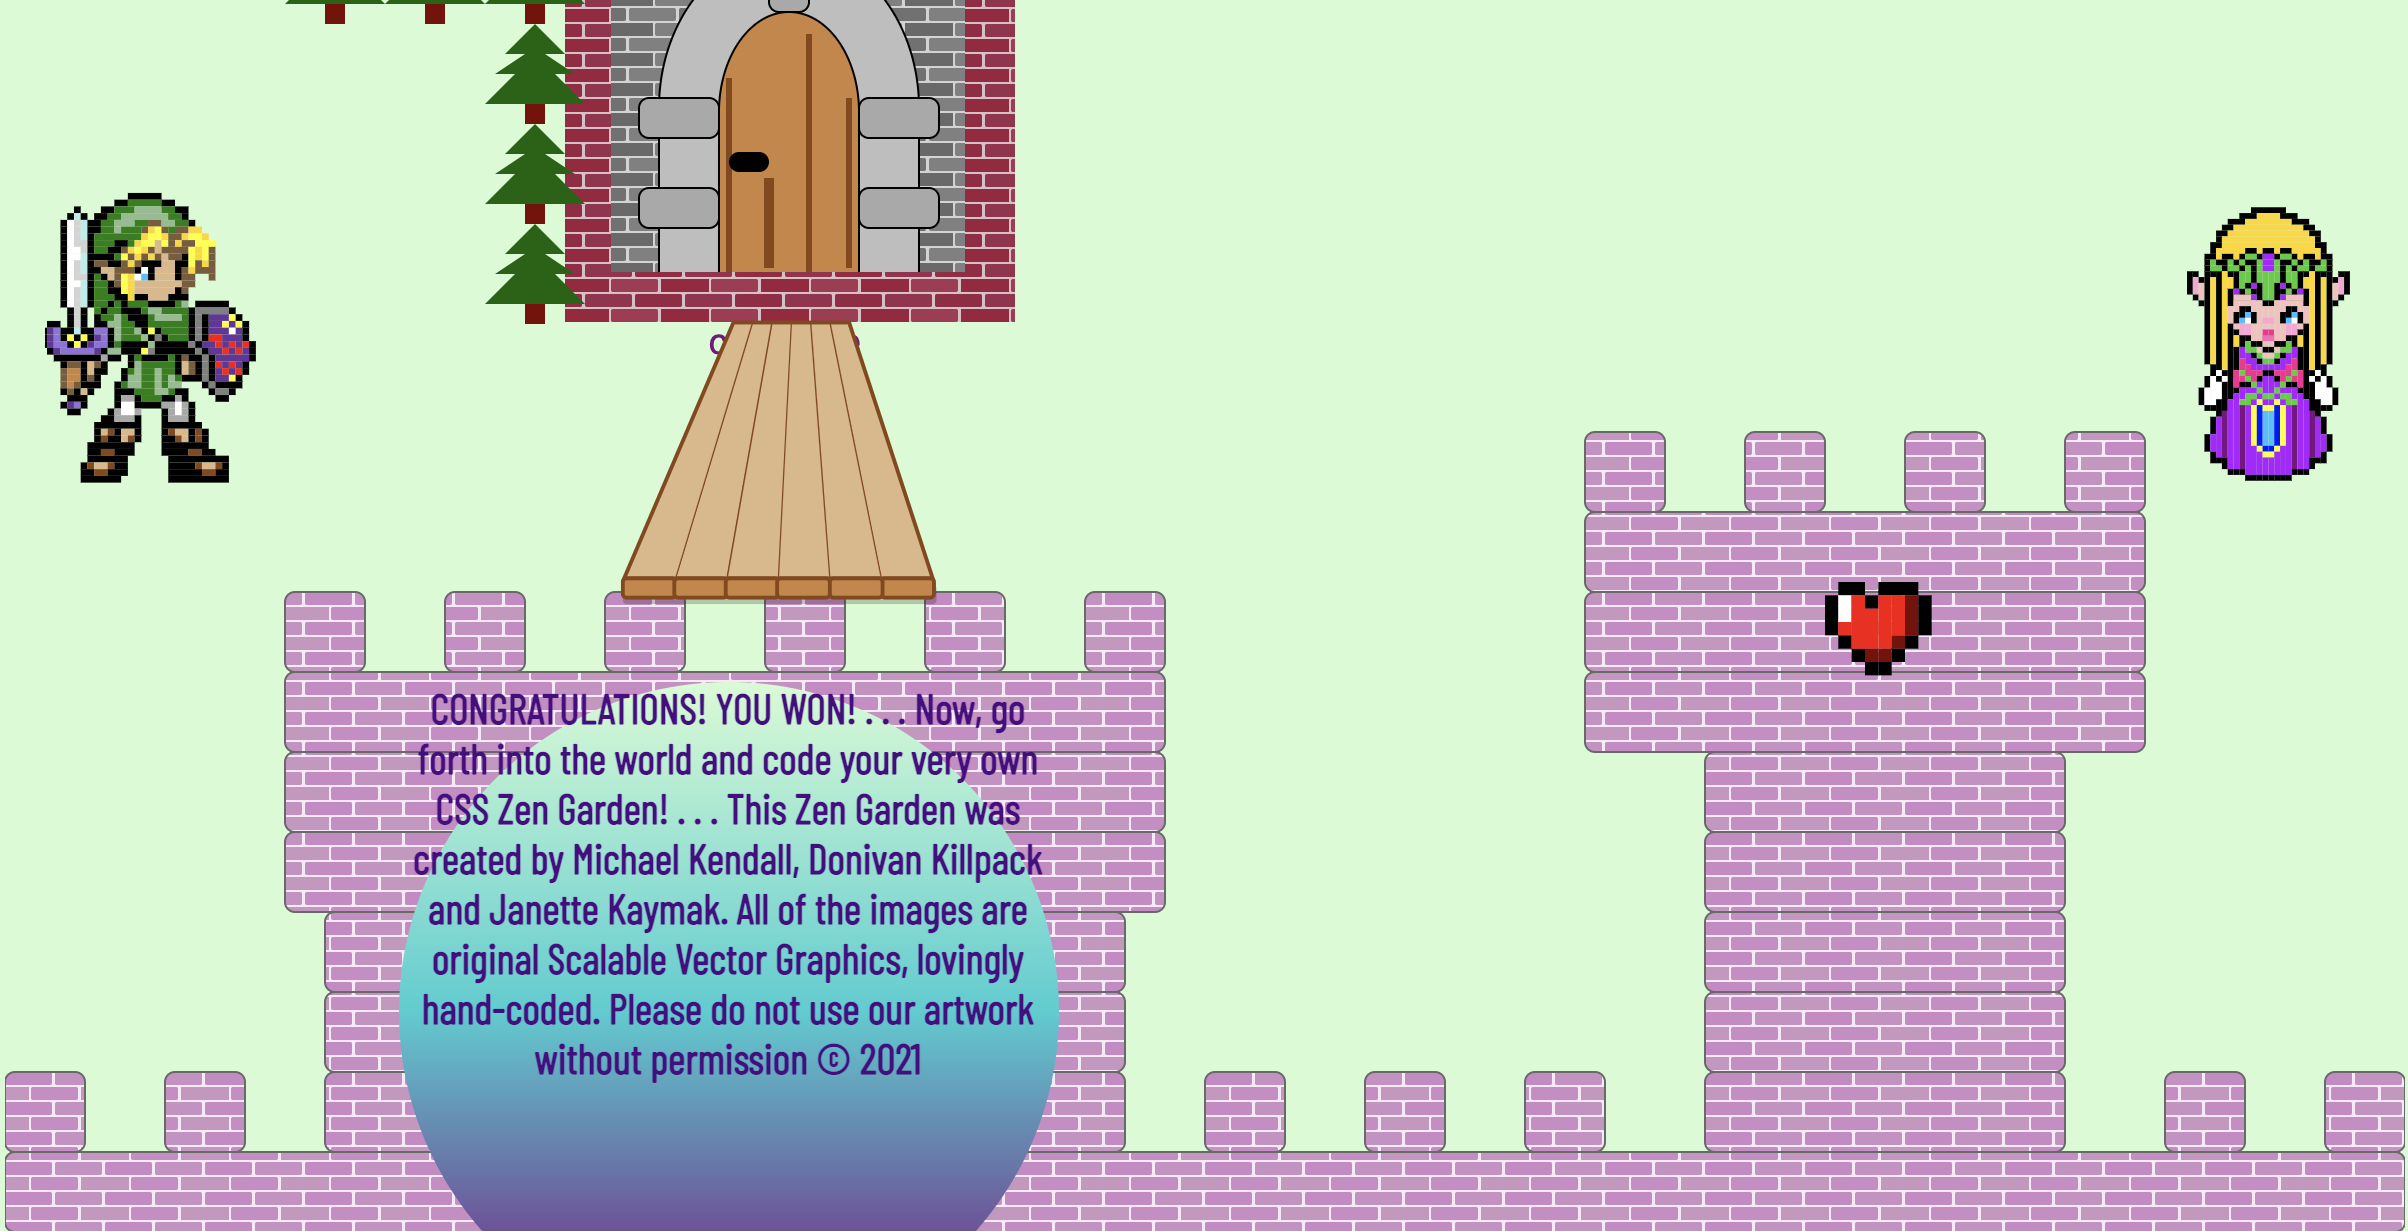 CONGRATULATIONS! YOU WON! . . . Now, go
forth into the world and code your very own
CSS Zen Garden! . . . This Zen Garden was
created by Michael Kendall, Donivan Killpack
and Janette Kaymak. All of the images are
original Scalable Vector Graphics, lovingly
hand-coded. Please do not use our artwork
without permission © 2021